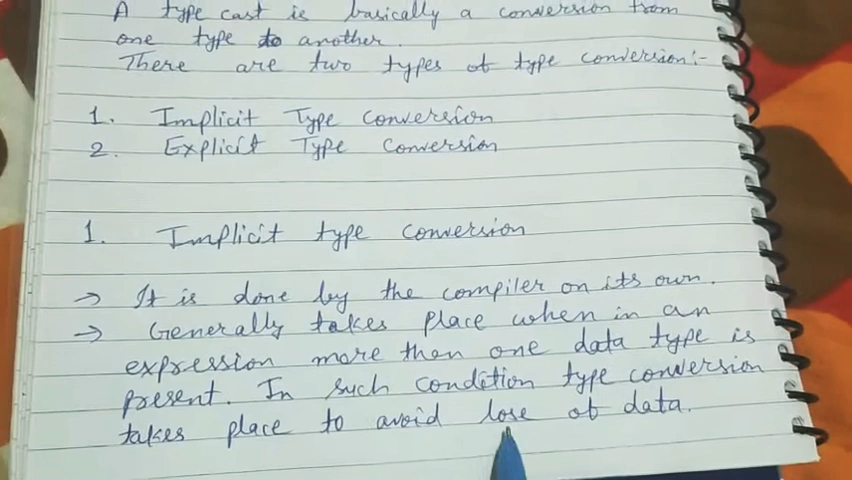 A type cast is basically a conversion from
one type to another.
There are two types of type conversion:-
1. Implicit Type Conversion
2. Explicit Type Conversion
1. Implicit type conversion
→ It is done by the compiler on its own.
→ Generally takes place when in an
expression more then one data type is
present. In such condition type conversion
takes place to avoid lose of data.